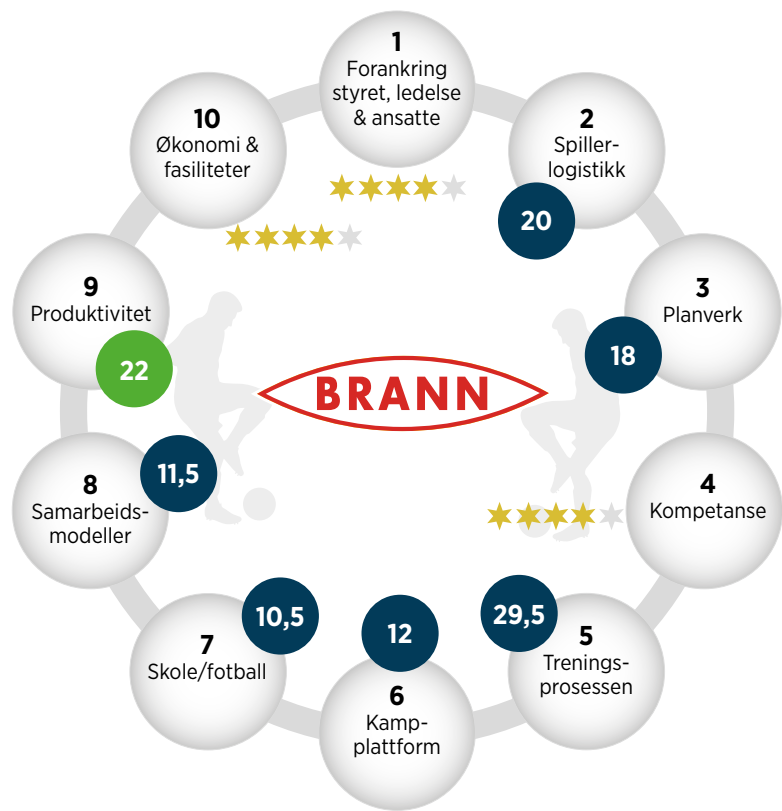 1
Forankring
styret, ledelse
& ansatte
2
Spiller-
logistikk
20
3
Planverk
18
4
Kompetanse
5
Trenings-
prosessen
29,5
6
Kamp-
plattform
12
7
Skole/fotball
10,5
8
Samarbeids-
modeller
11,5
9
Produktivitet
22
10
Økonomi &
fasiliteter
BRANN